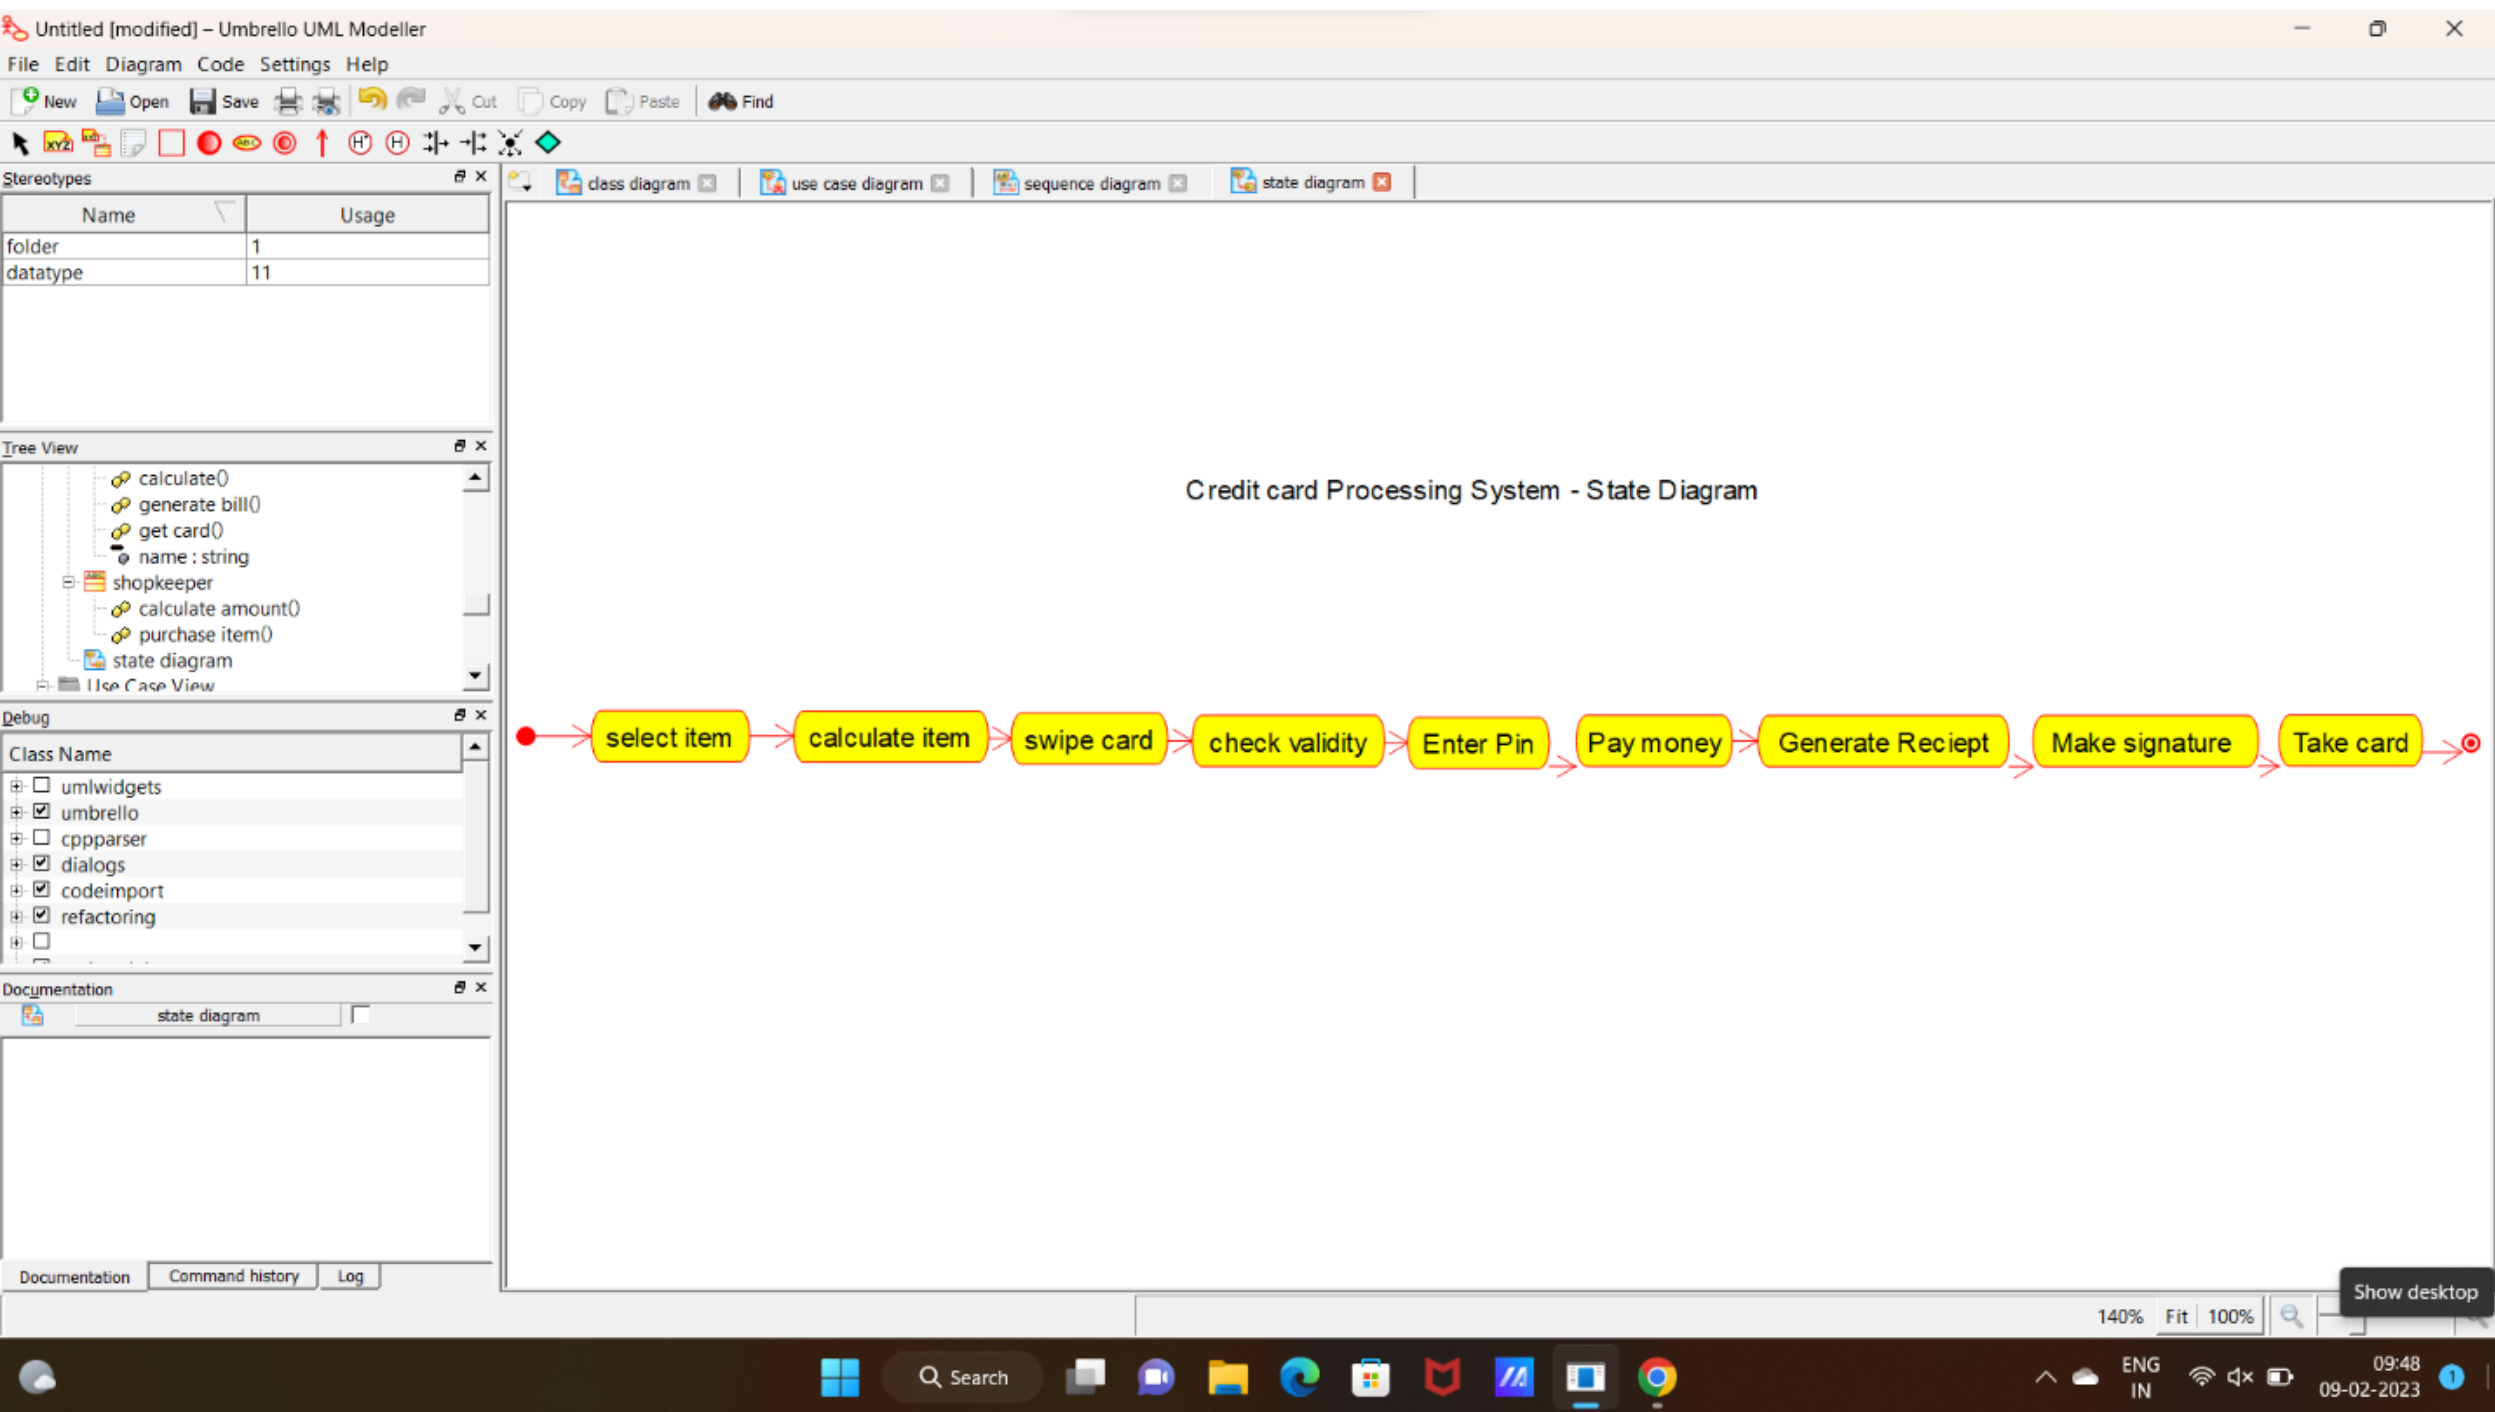 Untitled [modified] – Umbrello UML Modeller
File Edit Diagram Code Settings Help
New Open Save Cut Copy Paste Find
Stereotypes
class diagram use case diagram sequence diagram state diagram
Name Usage
folder 1
datatype 11
Tree View
calculate()
generate bill()
get card()
name : string
shopkeeper
calculate amount()
purchase item()
state diagram
Use Case View
Credit card Processing System - State Diagram
select item calculate item swipe card check validity Enter Pin Pay money Generate Reciept Make signature Take card
Debug
Class Name
umlwidgets
umbrello
cppparser
dialogs
codeimport
refactoring
Documentation
state diagram
Documentation Command history Log
Show desktop
140% Fit 100%
Search
ENG
IN
09:48
09-02-2023
1